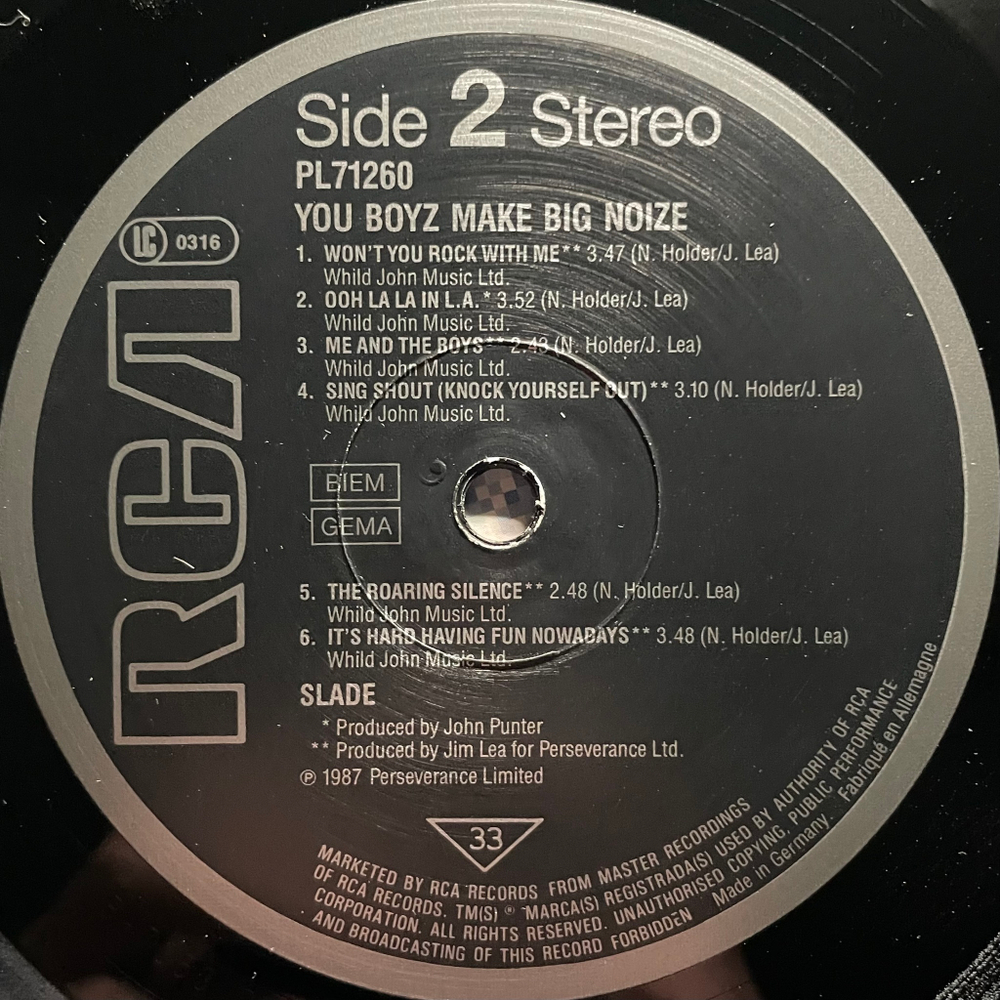 Side 2 Stereo
PL71260
YOU BOYZ MAKE BIG NOIZE
LC 0316
RCA
1. WON'T YOU ROCK WITH ME** 3.47 (N. Holder/J. Lea)
Whild John Music Ltd.
2. OOH LA LA IN L.A.* 3.52 (N. Holder/J. Lea)
Whild John Music Ltd.
3. ME AND THE BOYS** 2.43 (N. Holder/J. Lea)
Whild John Music Ltd.
4. SING SHOUT (KNOCK YOURSELF OUT)** 3.10 (N. Holder/J. Lea)
Whild John Music Ltd.
BIEM
GEMA
5. THE ROARING SILENCE** 2.48 (N. Holder/J. Lea)
Whild John Music Ltd.
6. IT'S HARD HAVING FUN NOWADAYS** 3.48 (N. Holder/J. Lea)
Whild John Music Ltd.
SLADE
* Produced by John Punter
** Produced by Jim Lea for Perseverance Ltd.
℗ 1987 Perseverance Limited
33
MARKETED BY RCA RECORDS FROM MASTER RECORDINGS
OF RCA RECORDS. TM(S) ® MARCA(S) REGISTRADA(S) USED BY AUTHORITY OF RCA
CORPORATION. ALL RIGHTS RESERVED. UNAUTHORISED COPYING, PUBLIC PERFORMANCE
AND BROADCASTING OF THIS RECORD FORBIDDEN Made in Germany. Fabriqué en Allemagne.